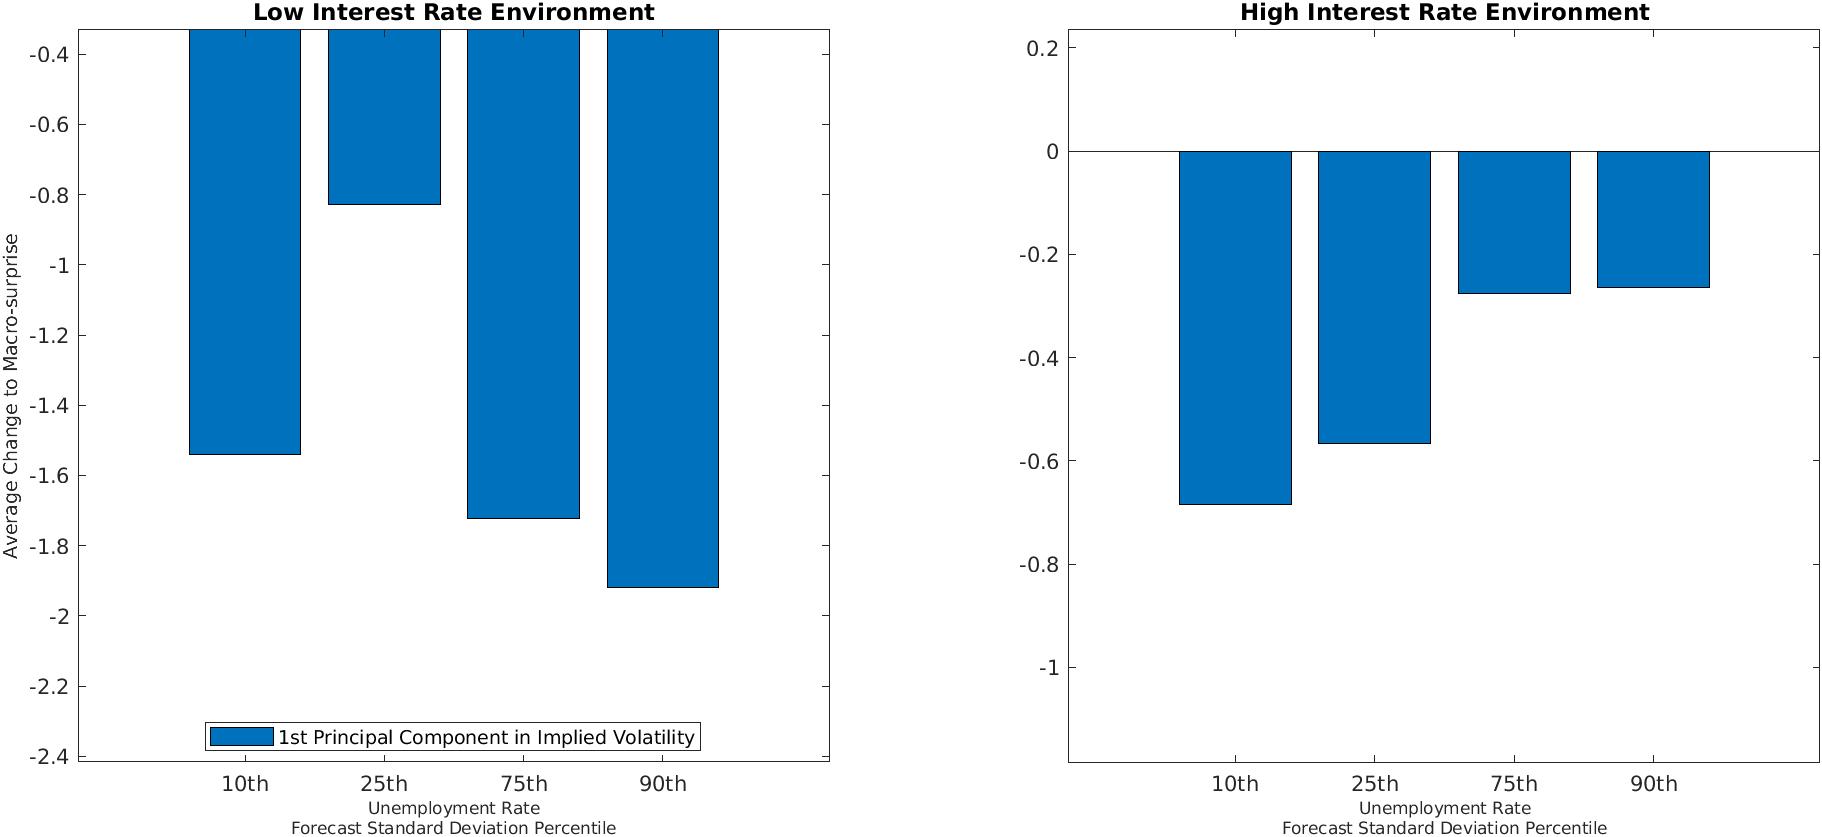 Low Interest Rate Environment
-0.4
-0.6
-0.8
-1
-1.2
-1.4
-1.6
-1.8
-2
-2.2
-2.4
Average Change to Macro-surprise
1st Principal Component in Implied Volatility
10th 25th 75th 90th
Unemployment Rate
Forecast Standard Deviation Percentile
High Interest Rate Environment
0.2
0
-0.2
-0.4
-0.6
-0.8
-1
10th 25th 75th 90th
Unemployment Rate
Forecast Standard Deviation Percentile